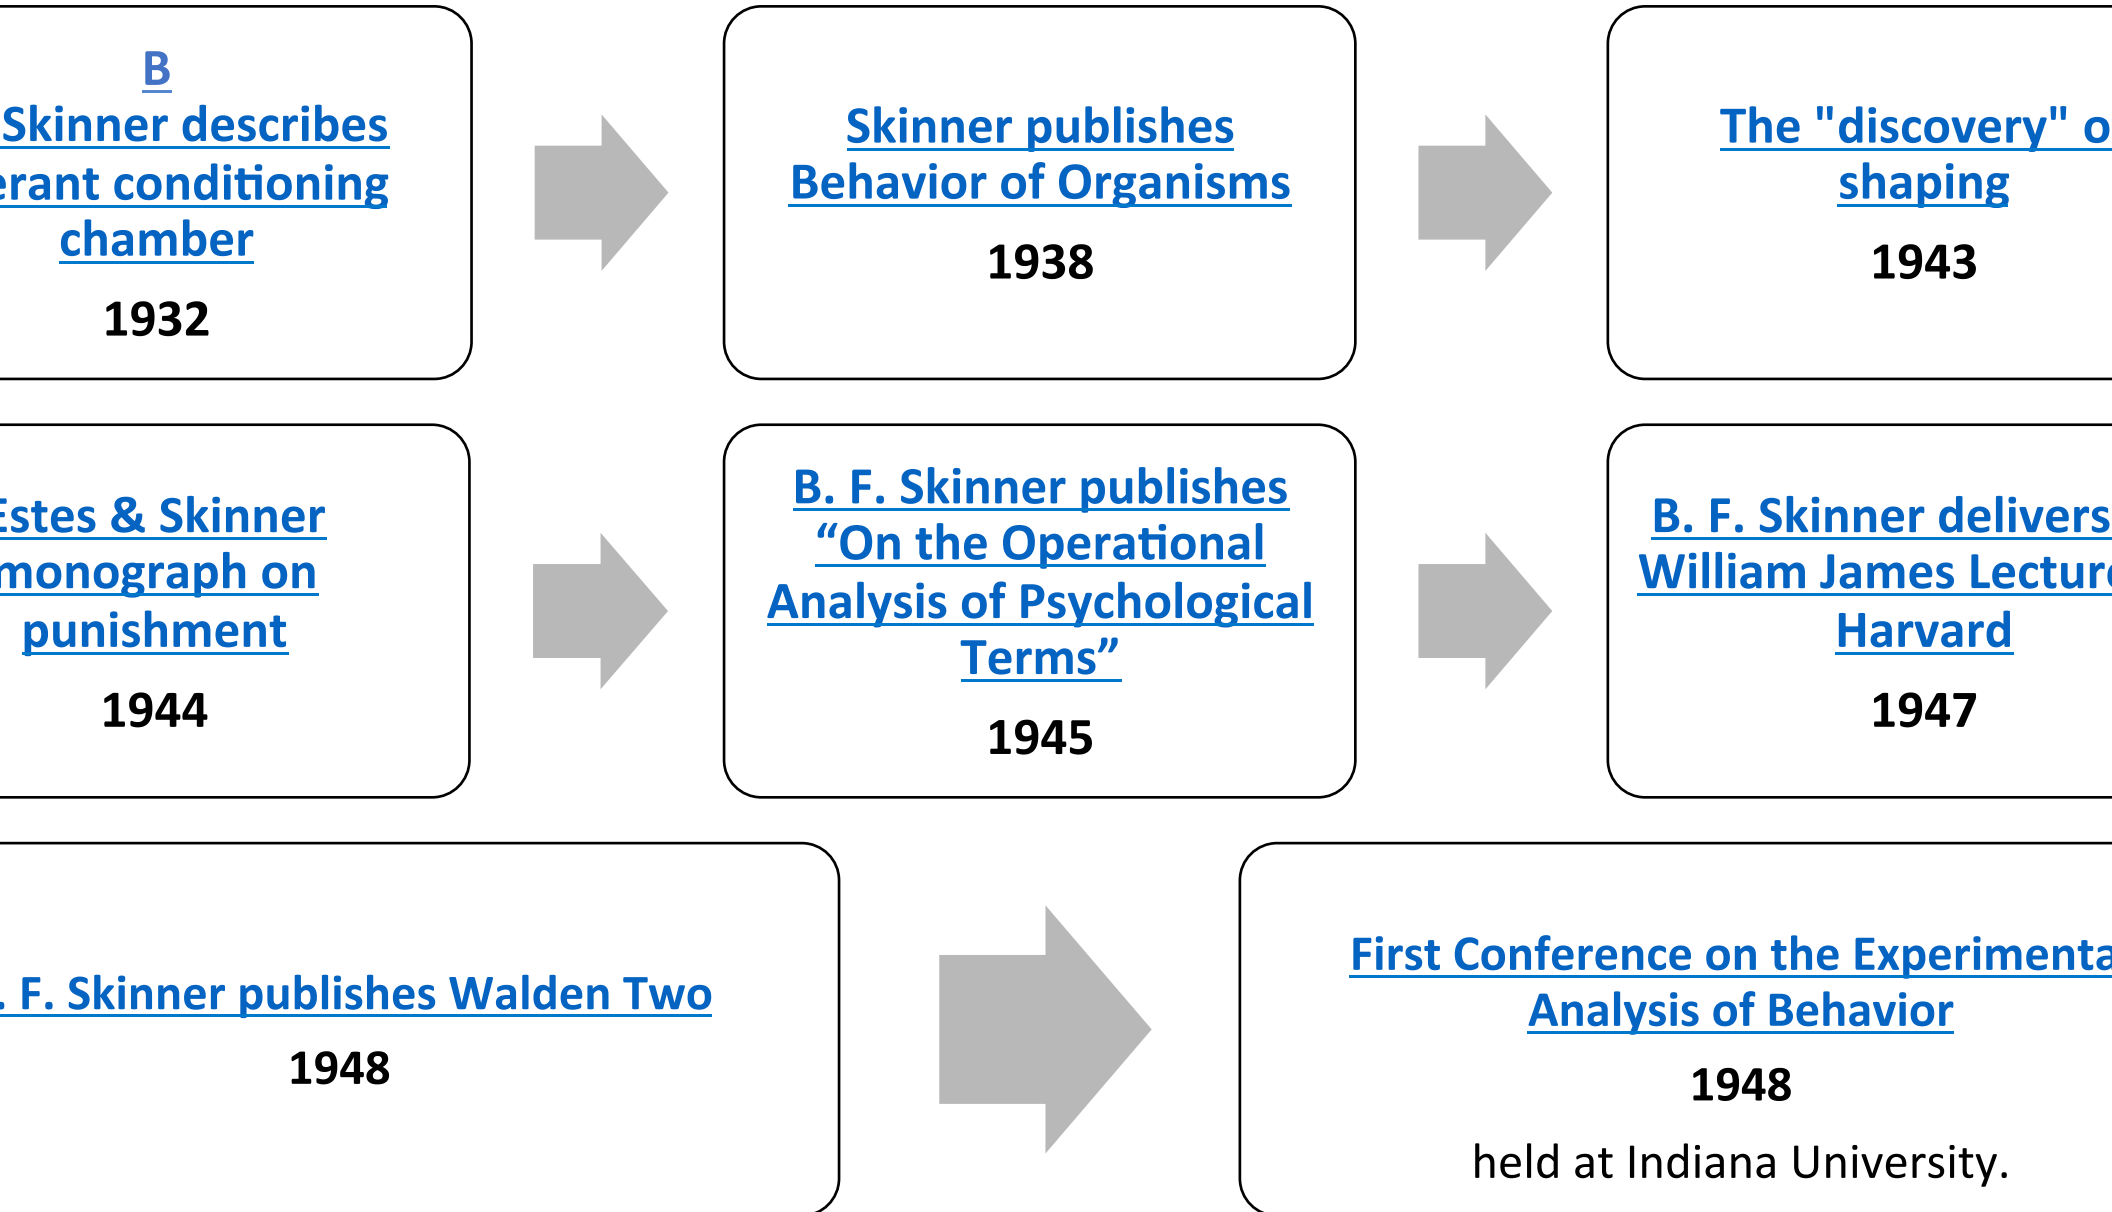 B
Skinner describes
erant conditioning
chamber
1932
Skinner publishes
Behavior of Organisms
1938
The "discovery" o
shaping
1943
Estes & Skinner
monograph on
punishment
1944
B. F. Skinner publishes
“On the Operational
Analysis of Psychological
Terms”
1945
B. F. Skinner delivers
William James Lecture
Harvard
1947
. F. Skinner publishes Walden Two
1948
First Conference on the Experimenta
Analysis of Behavior
1948
held at Indiana University.